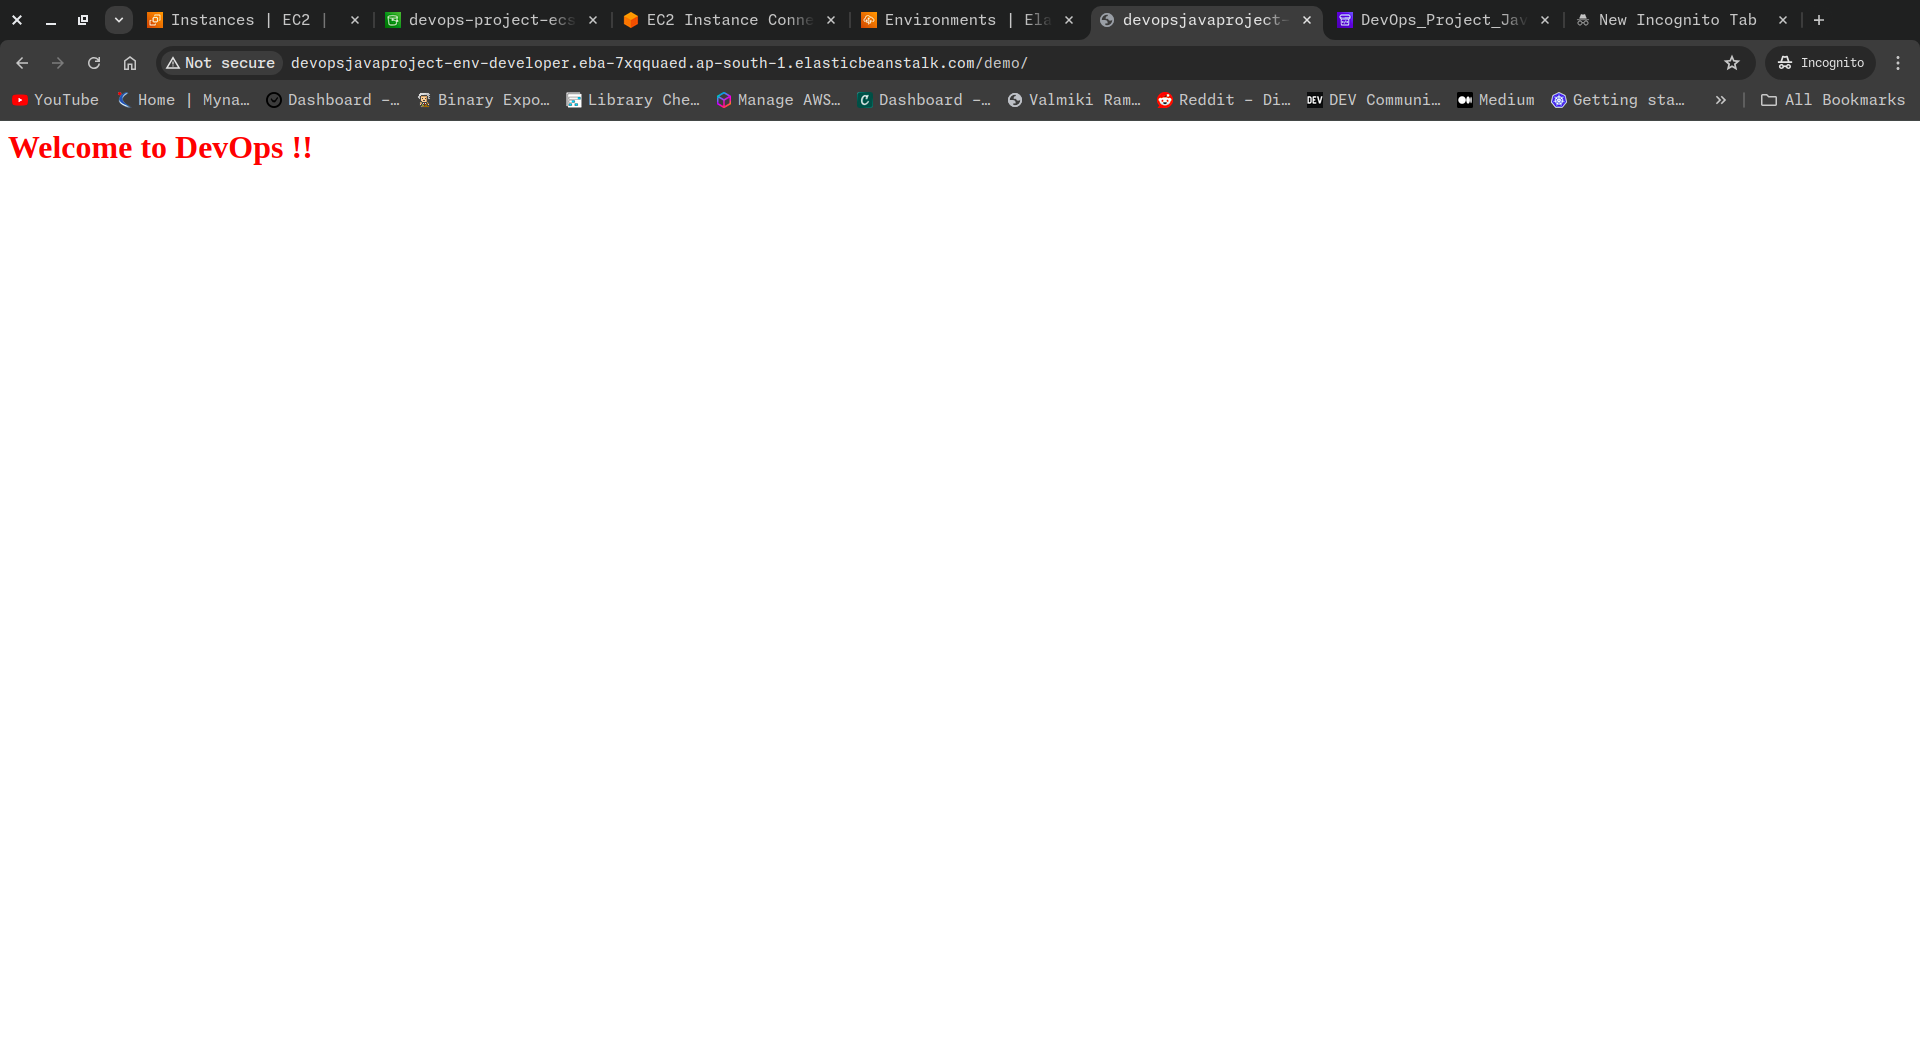 Instances | EC2 |
devops-project-ecs
EC2 Instance Conne
Environments | Ela
devopsjavaproject-
DevOps_Project_Jav
New Incognito Tab
Not secure devopsjavaproject-env-developer.eba-7xqquaed.ap-south-1.elasticbeanstalk.com/demo/ Incognito
YouTube
Home | Myna…
Dashboard –…
Binary Expo…
Library Che…
Manage AWS…
Dashboard –…
Valmiki Ram…
Reddit – Di…
DEV DEV Communi…
Medium
Getting sta…
All Bookmarks
Welcome to DevOps !!